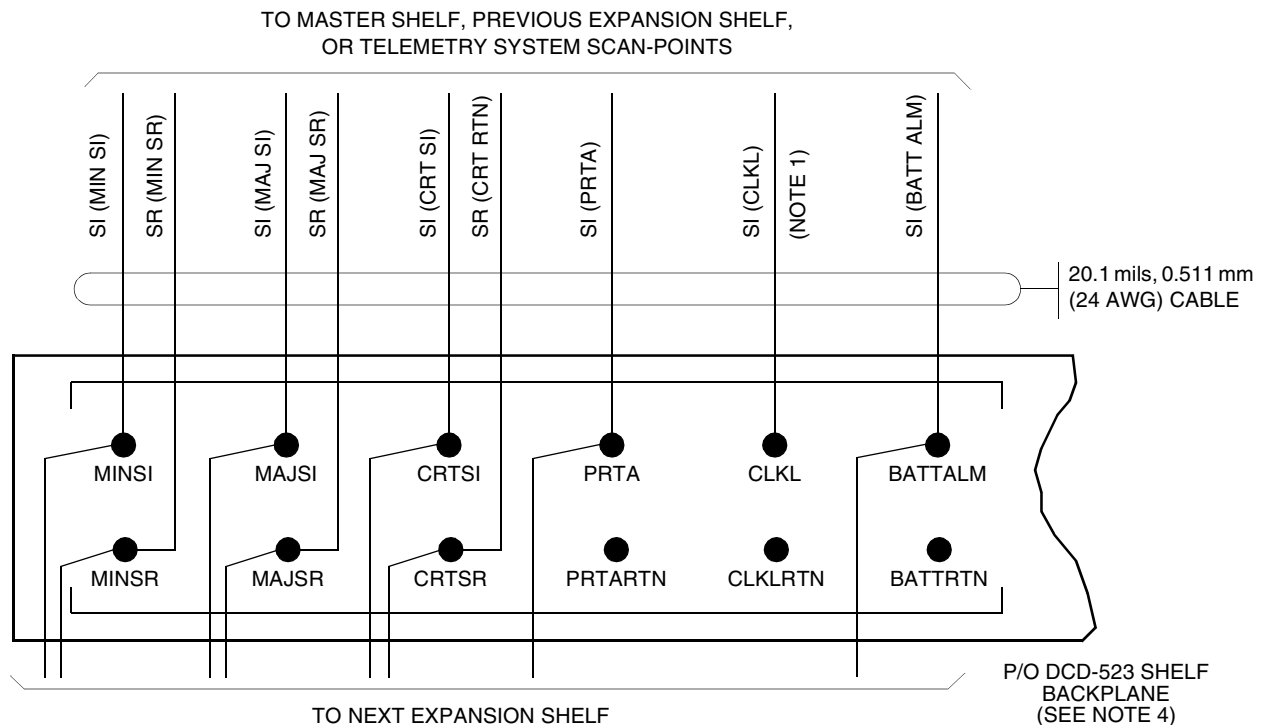 TO MASTER SHELF, PREVIOUS EXPANSION SHELF,
OR TELEMETRY SYSTEM SCAN-POINTS
SI (MIN SI)
SR (MIN SR)
SI (MAJ SI)
SR (MAJ SR)
SI (CRT SI)
SR (CRT RTN)
SI (PRTA)
SI (CLKL)
(NOTE 1)
SI (BATT ALM)
20.1 mils, 0.511 mm
(24 AWG) CABLE
MINSI
MAJSI
CRTSI
PRTA
CLKL
BATTALM
MINSR
MAJSR
CRTSR
PRTARTN
CLKLRTN
BATTRTN
P/O DCD-523 SHELF
BACKPLANE
(SEE NOTE 4)
TO NEXT EXPANSION SHELF